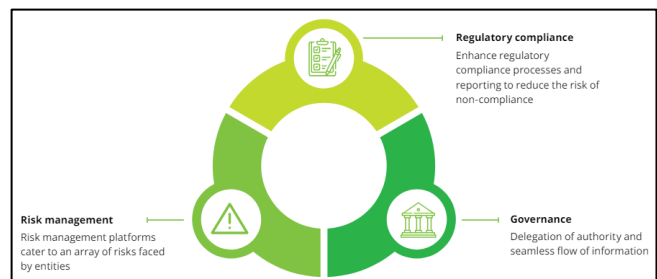 Regulatory compliance
Enhance regulatory
compliance processes and
reporting to reduce the risk of
non-compliance
Risk management
Risk management platforms
cater to an array of risks faced
by entities
Governance
Delegation of authority and
seamless flow of information